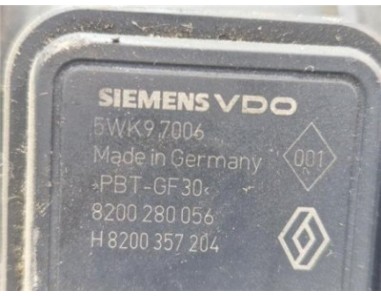 SIEMENS VDO
5WK9 7006
Made in Germany
001
>PBT-GF30<
8200 280 056
H 8200 357 204